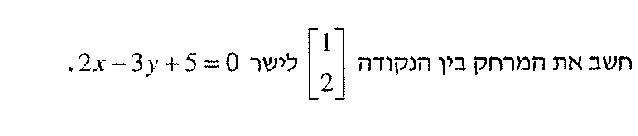 חשב את המרחק בין הנקודה [1 2] לישר 2x − 3y + 5 = 0.